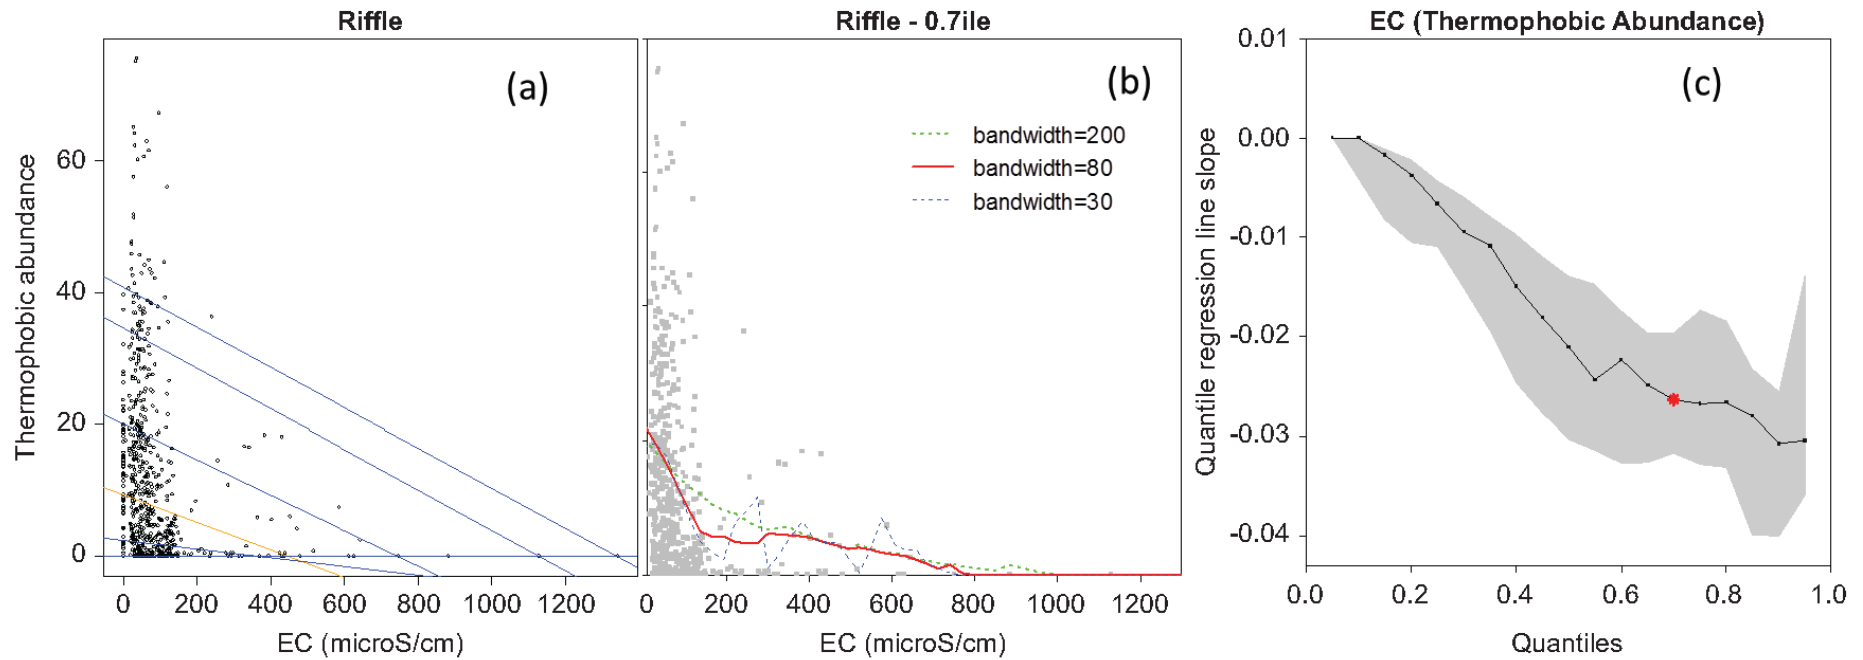 Riffle
(a)
Thermophobic abundance
60
40
20
0
0 200 400 600 800 1000 1200
EC (microS/cm)
Riffle - 0.7ile
(b)
bandwidth=200
bandwidth=80
bandwidth=30
0 200 400 600 800 1000 1200
EC (microS/cm)
EC (Thermophobic Abundance)
(c)
Quantile regression line slope
0.01
0.00
-0.01
-0.02
-0.03
-0.04
0.0 0.2 0.4 0.6 0.8 1.0
Quantiles